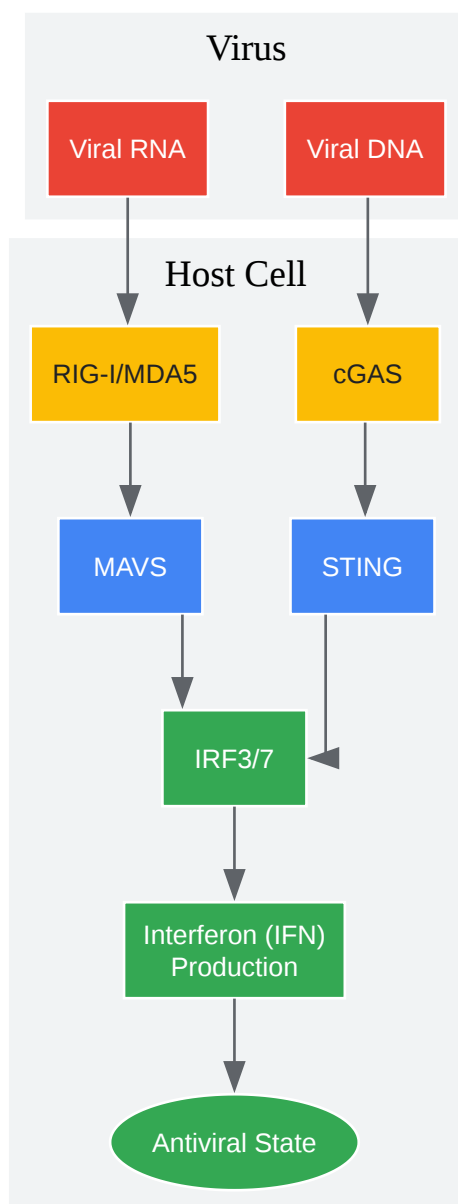 Virus
Viral RNA
Viral DNA
Host Cell
RIG-I/MDA5
cGAS
MAVS
STING
IRF3/7
Interferon (IFN)
Production
Antiviral State